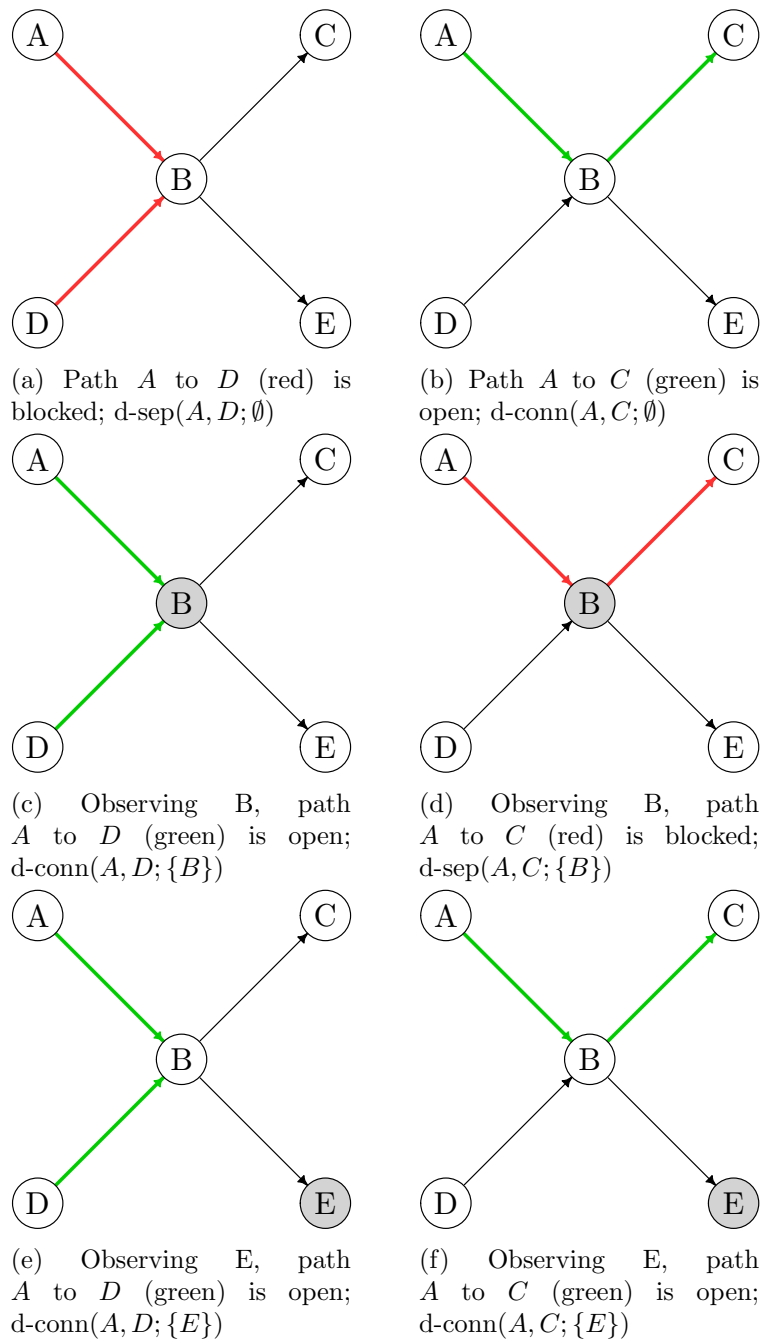 A
C
B
D
E
(a) Path A to D (red) is
blocked; d-sep(A, D; ∅)
A
C
B
D
E
(b) Path A to C (green) is
open; d-conn(A, C; ∅)
A
C
B
D
E
(c) Observing B, path
A to D (green) is open;
d-conn(A, D; {B})
A
C
B
D
E
(d) Observing B, path
A to C (red) is blocked;
d-sep(A, C; {B})
A
C
B
D
E
(e) Observing E, path
A to D (green) is open;
d-conn(A, D; {E})
A
C
B
D
E
(f) Observing E, path
A to C (green) is open;
d-conn(A, C; {E})